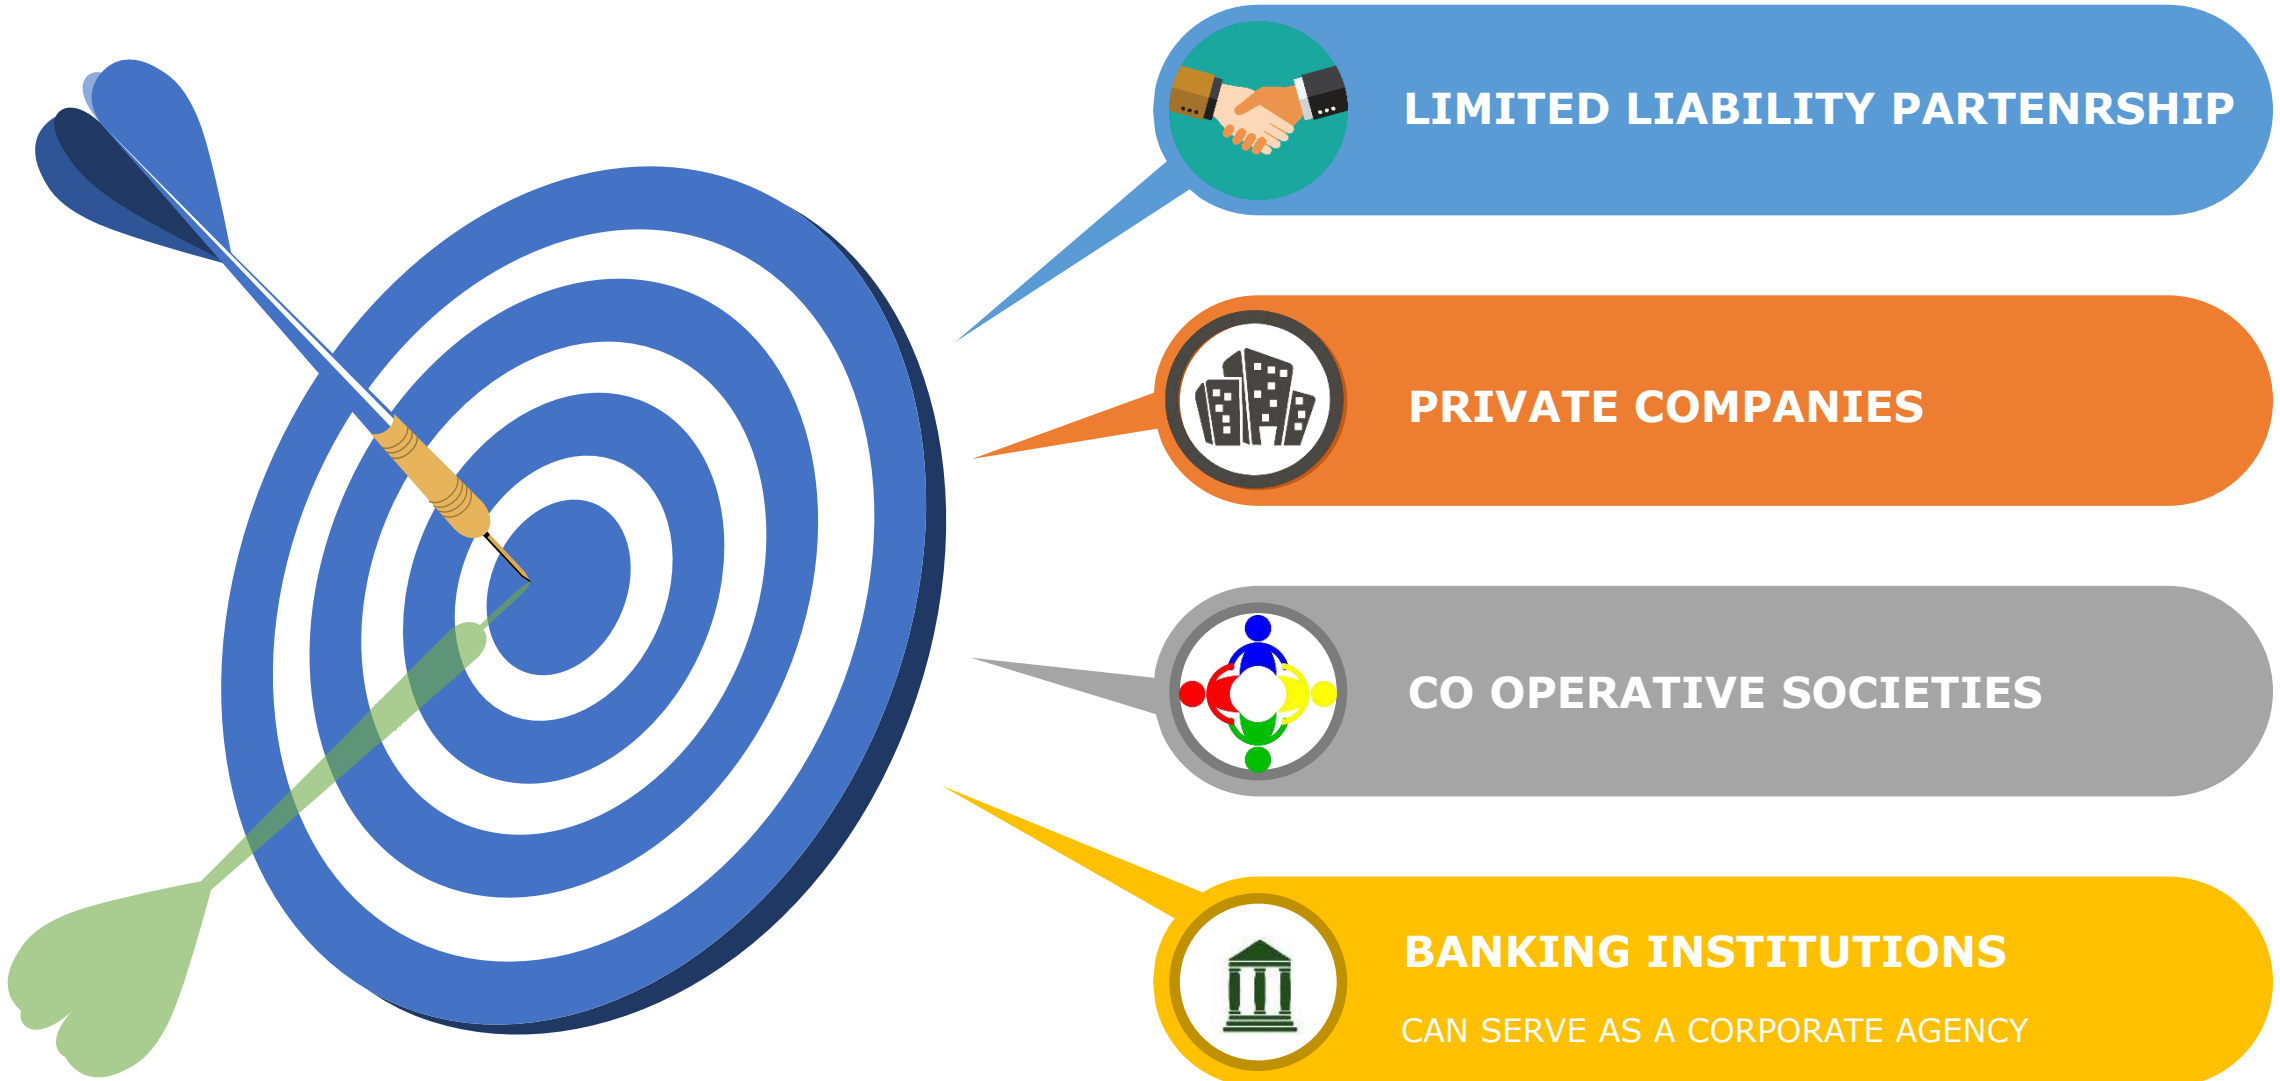 LIMITED LIABILITY PARTENRSHIP
PRIVATE COMPANIES
CO OPERATIVE SOCIETIES
BANKING INSTITUTIONS
CAN SERVE AS A CORPORATE AGENCY